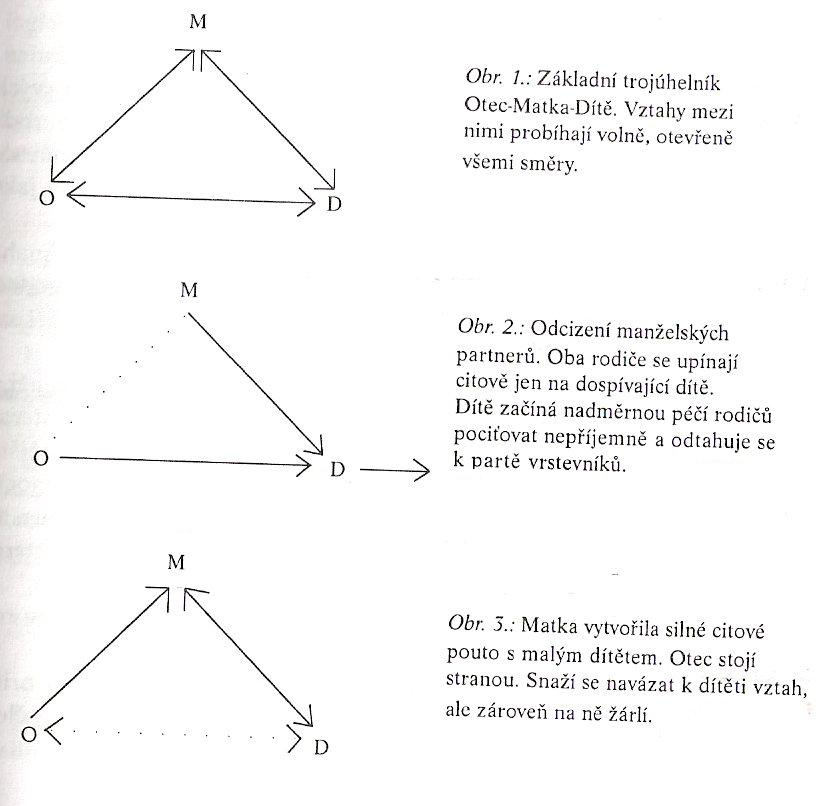 M
Obr. 1.: Základní trojúhelník
Otec-Matka-Dítě. Vztahy mezi
nimi probíhají volně, otevřeně
všemi směry.
O
D
M
Obr. 2.: Odcizení manželských
partnerů. Oba rodiče se upínají
citově jen na dospívající dítě.
Dítě začíná nadměrnou péčí rodičů
pociťovat nepříjemně a odtahuje se
k partě vrstevníků.
O
D
M
Obr. 3.: Matka vytvořila silné citové
pouto s malým dítětem. Otec stojí
stranou. Snaží se navázat k dítěti vztah,
ale zároveň na ně žárlí.
O
D